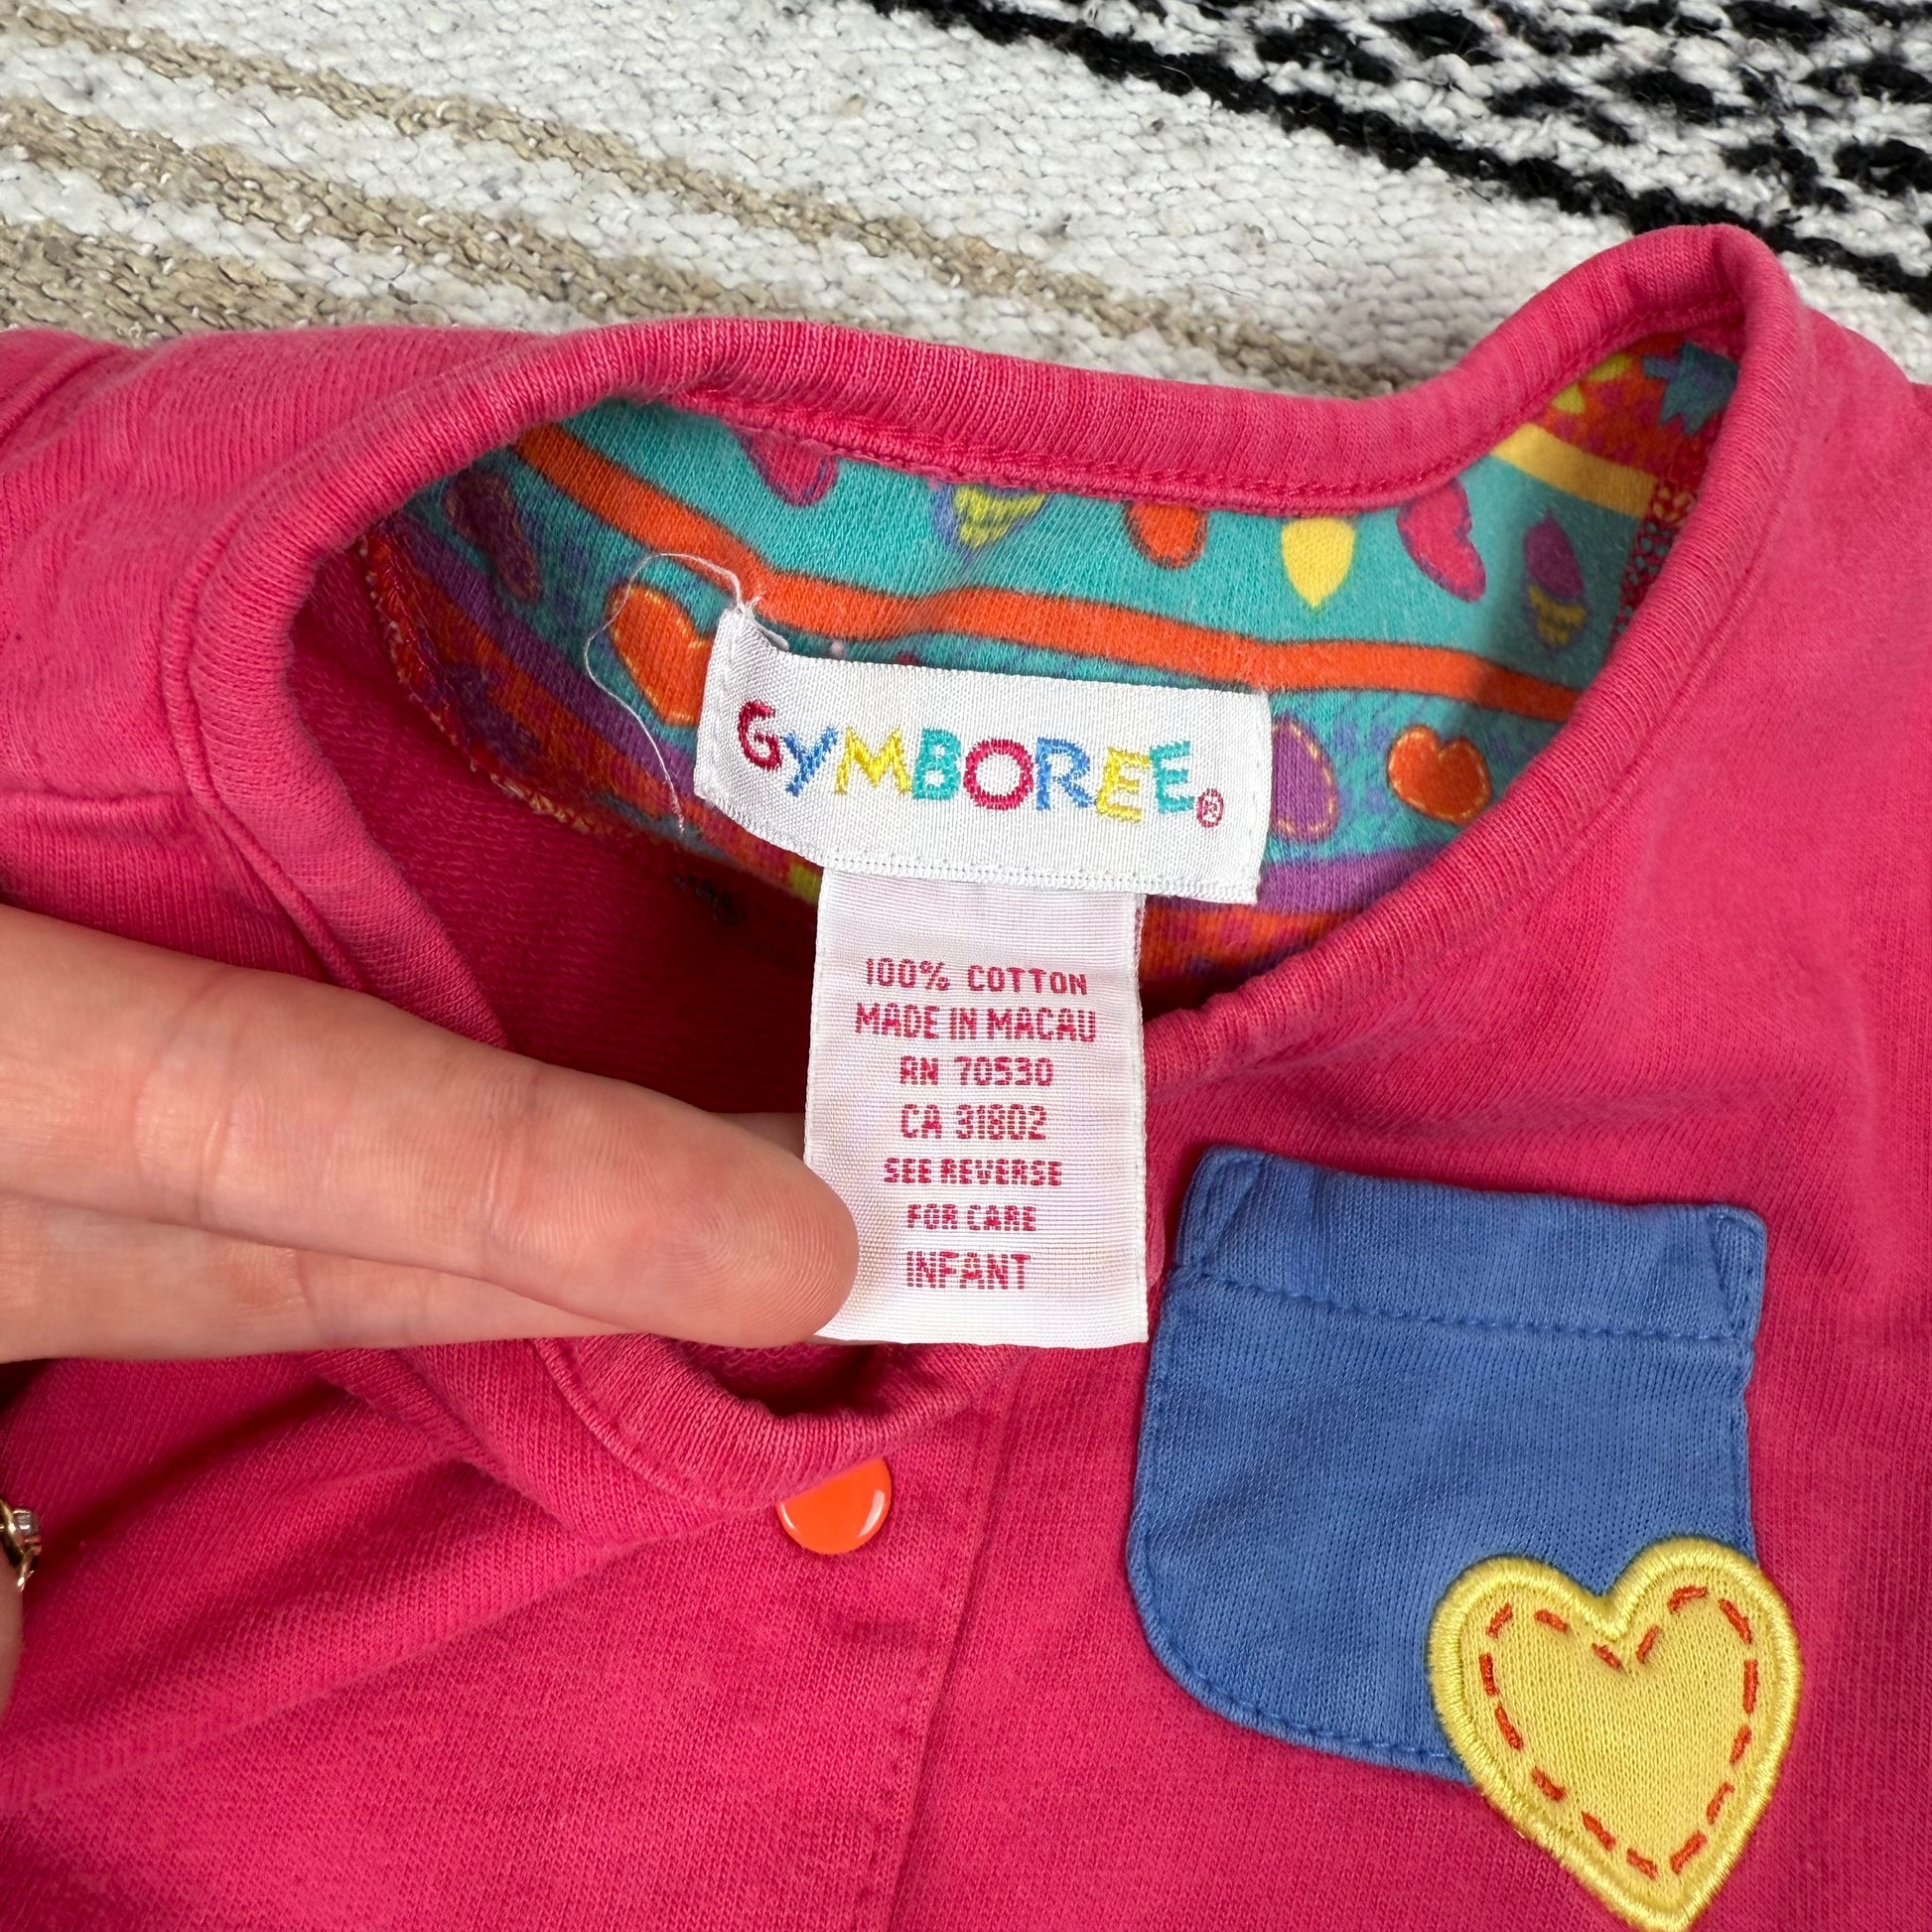 GYMBOREE®
100% COTTON
MADE IN MACAU
RN 70530
CA 31802
SEE REVERSE
FOR CARE
INFANT